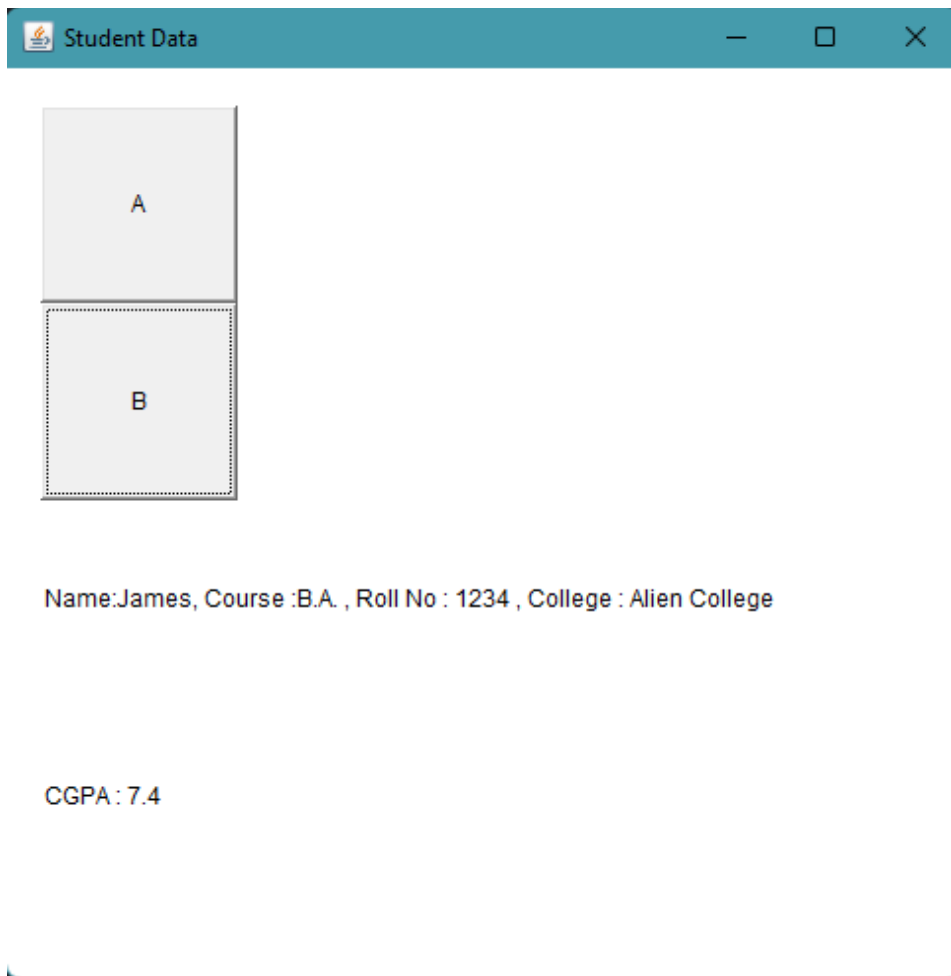 Student Data
A
B
Name:James, Course :B.A. , Roll No : 1234 , College : Alien College
CGPA : 7.4